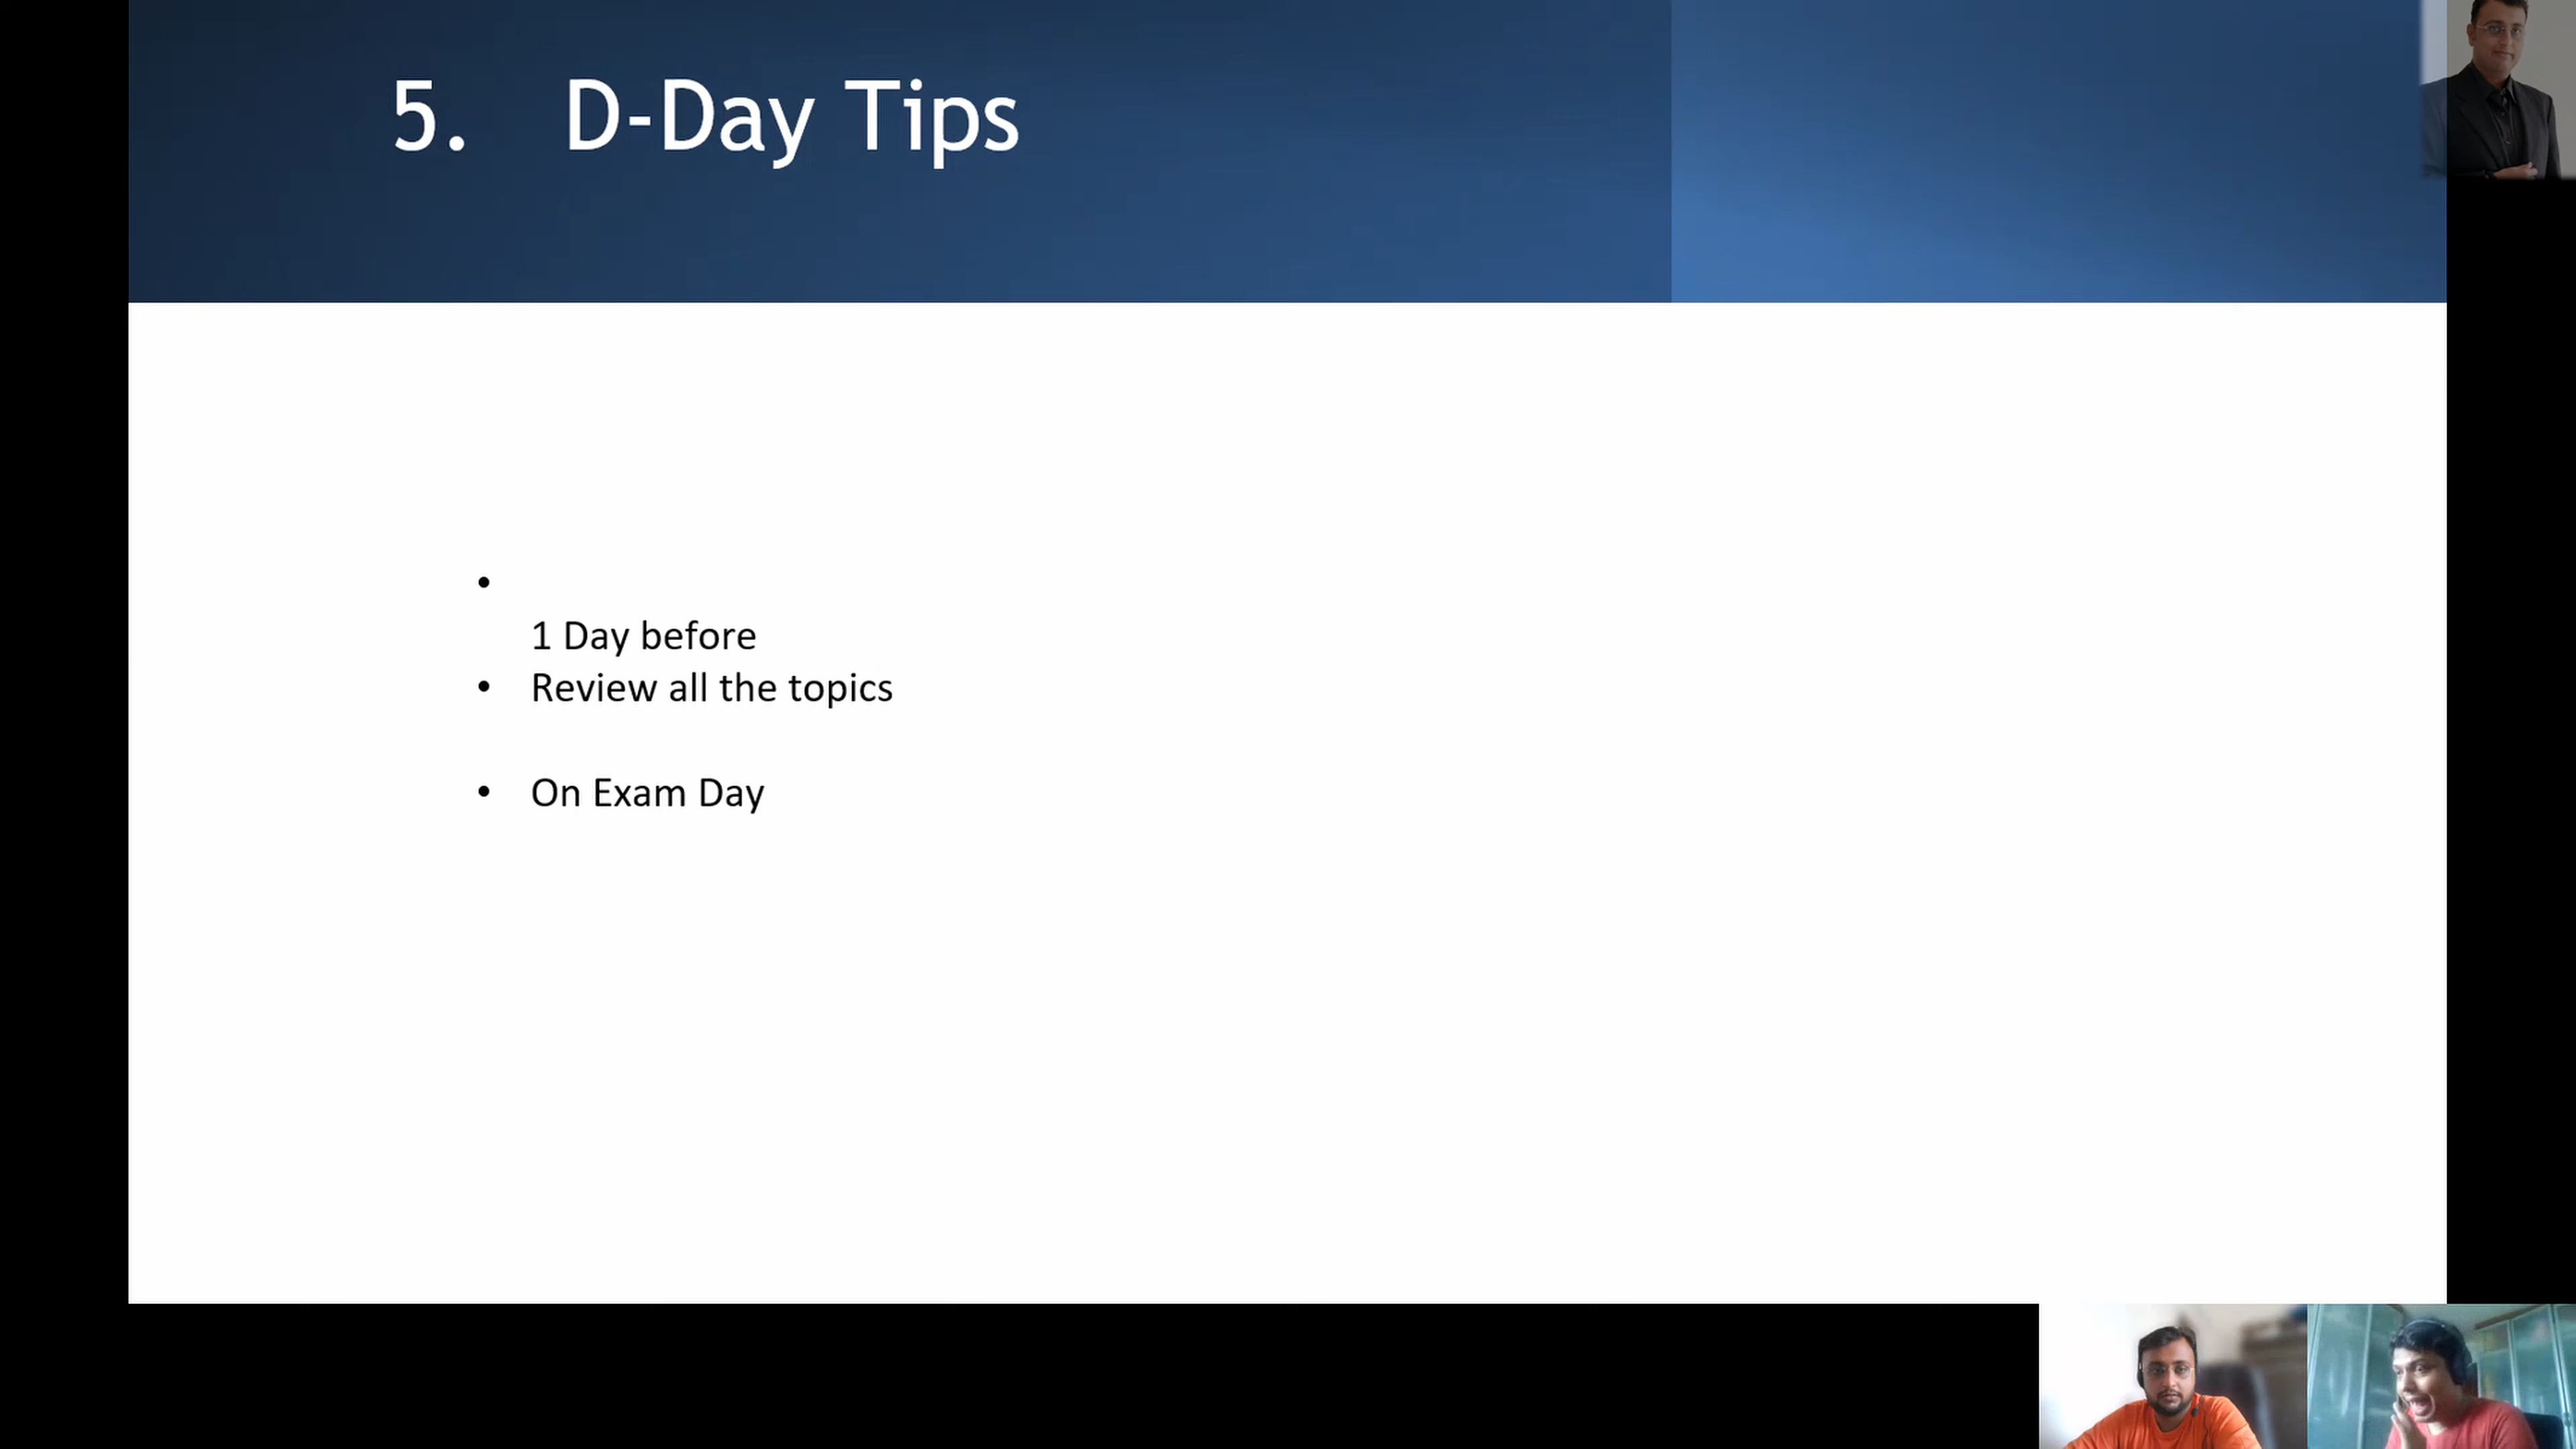 5. D-Day Tips
•
1 Day before
• Review all the topics
• On Exam Day